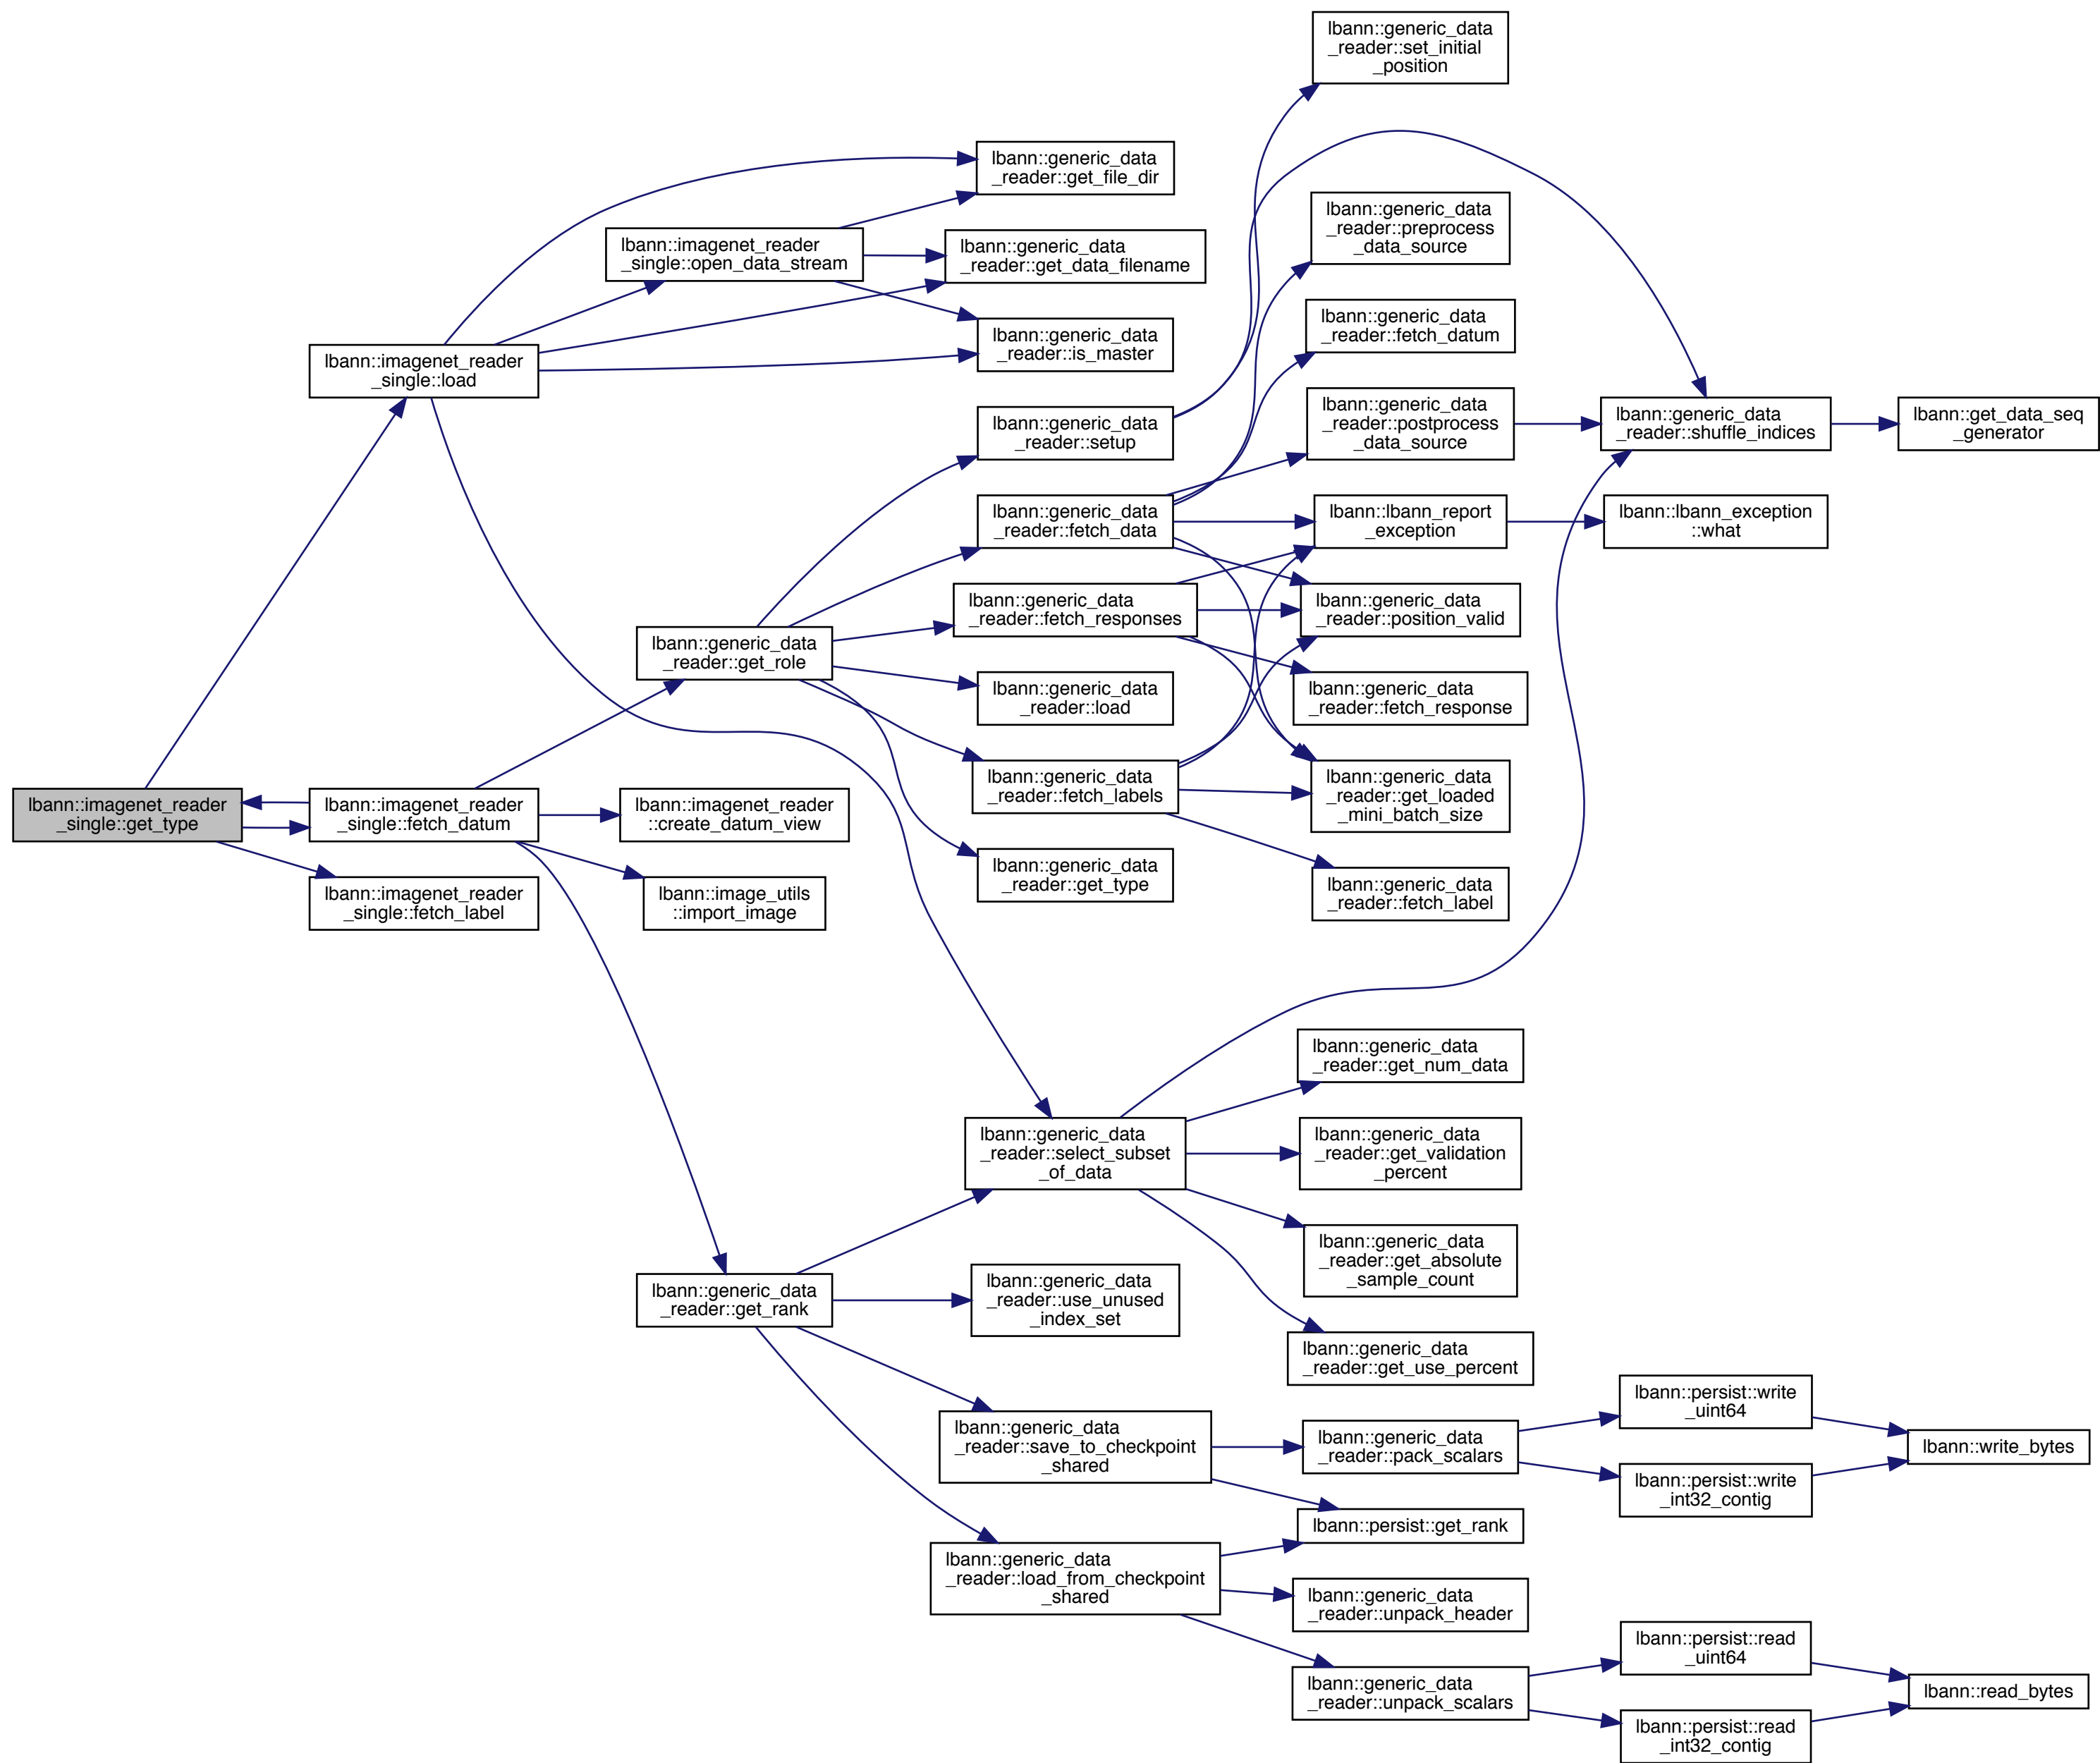 lbann::generic_data
_reader::set_initial
_position
lbann::generic_data
_reader::get_file_dir
lbann::generic_data
_reader::preprocess
_data_source
lbann::imagenet_reader
_single::open_data_stream
lbann::generic_data
_reader::get_data_filename
lbann::generic_data
_reader::fetch_datum
lbann::generic_data
_reader::is_master
lbann::imagenet_reader
_single::load
lbann::generic_data
_reader::postprocess
_data_source
lbann::generic_data
_reader::shuffle_indices
lbann::get_data_seq
_generator
lbann::generic_data
_reader::setup
lbann::generic_data
_reader::fetch_data
lbann::lbann_report
_exception
lbann::lbann_exception
::what
lbann::generic_data
_reader::fetch_responses
lbann::generic_data
_reader::position_valid
lbann::generic_data
_reader::get_role
lbann::generic_data
_reader::load
lbann::generic_data
_reader::fetch_response
lbann::generic_data
_reader::fetch_labels
lbann::generic_data
_reader::get_loaded
_mini_batch_size
lbann::imagenet_reader
_single::get_type
lbann::imagenet_reader
_single::fetch_datum
lbann::imagenet_reader
::create_datum_view
lbann::generic_data
_reader::get_type
lbann::generic_data
_reader::fetch_label
lbann::imagenet_reader
_single::fetch_label
lbann::image_utils
::import_image
lbann::generic_data
_reader::get_num_data
lbann::generic_data
_reader::select_subset
_of_data
lbann::generic_data
_reader::get_validation
_percent
lbann::generic_data
_reader::get_absolute
_sample_count
lbann::generic_data
_reader::get_rank
lbann::generic_data
_reader::use_unused
_index_set
lbann::generic_data
_reader::get_use_percent
lbann::persist::write
_uint64
lbann::generic_data
_reader::save_to_checkpoint
_shared
lbann::generic_data
_reader::pack_scalars
lbann::write_bytes
lbann::persist::write
_int32_contig
lbann::persist::get_rank
lbann::generic_data
_reader::load_from_checkpoint
_shared
lbann::generic_data
_reader::unpack_header
lbann::persist::read
_uint64
lbann::generic_data
_reader::unpack_scalars
lbann::read_bytes
lbann::persist::read
_int32_contig